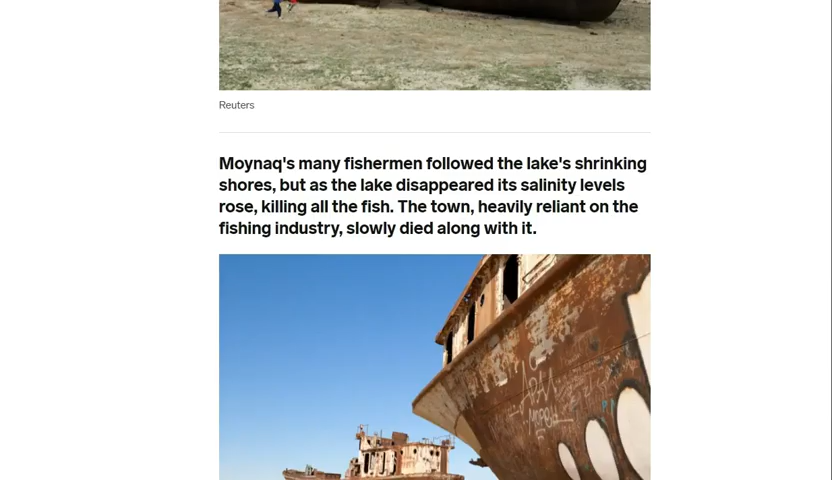 Reuters
Moynaq's many fishermen followed the lake's shrinking
shores, but as the lake disappeared its salinity levels
rose, killing all the fish. The town, heavily reliant on the
fishing industry, slowly died along with it.